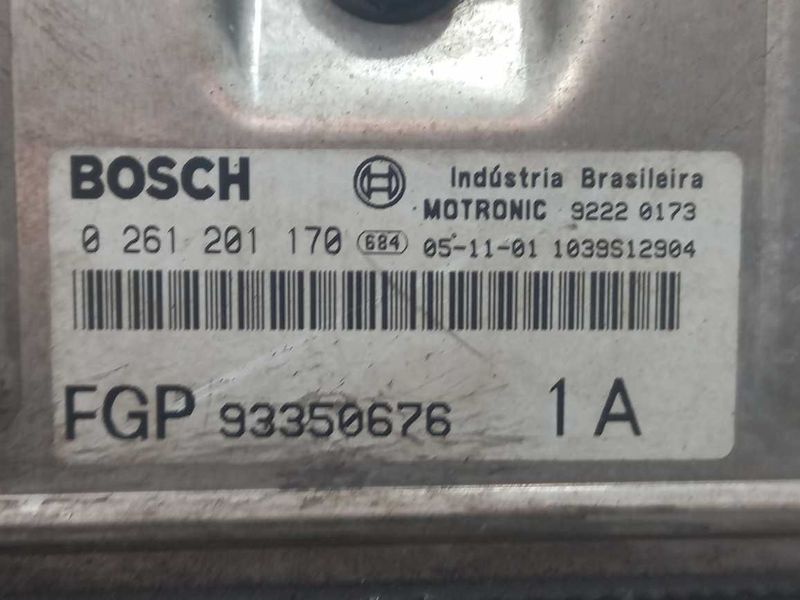 BOSCH Indústria Brasileira
MOTRONIC 9222 0173
0 261 201 170 684 05-11-01 1039S12904
FGP 93350676 1A